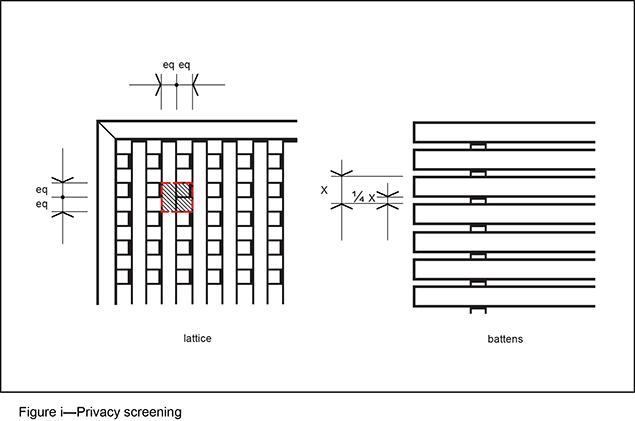 eq eq
eq
eq
X
¼ X
lattice
battens
Figure i—Privacy screening